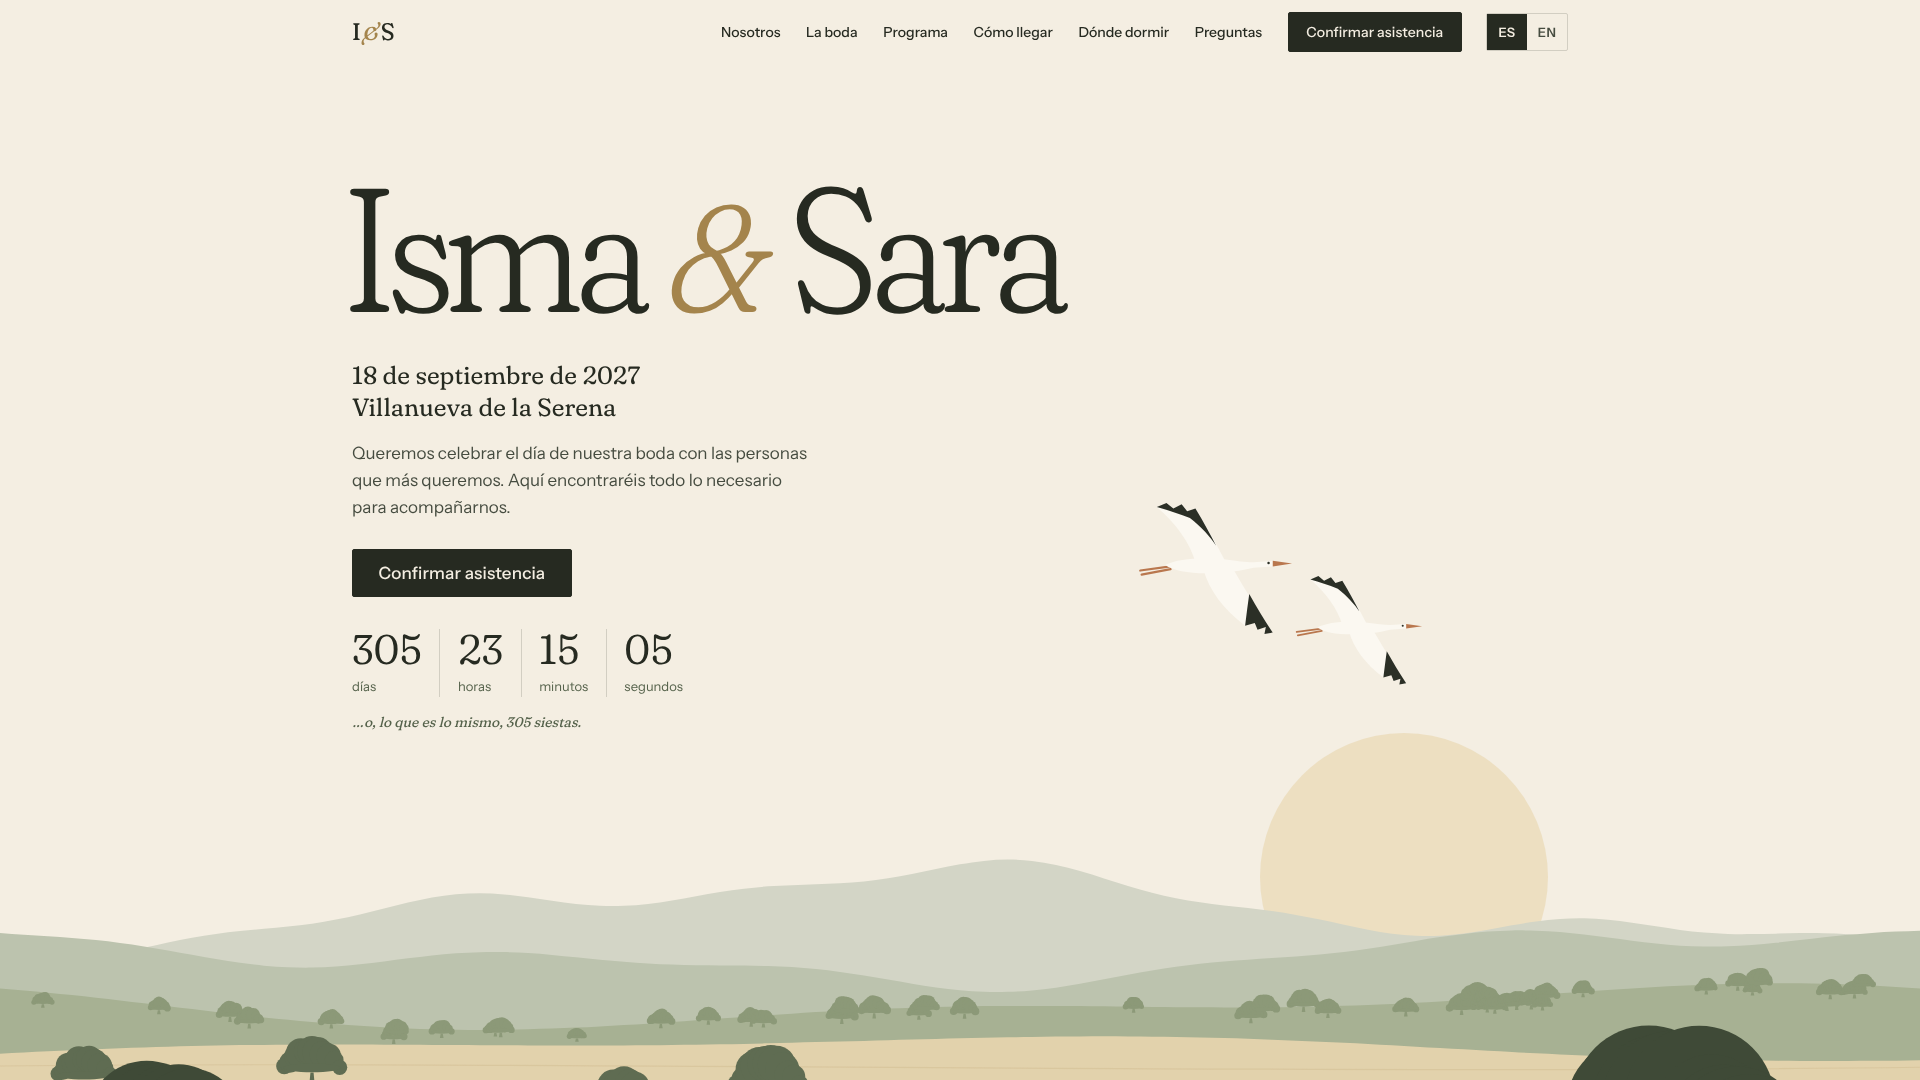 I&S
Nosotros La boda Programa Cómo llegar Dónde dormir Preguntas Confirmar asistencia ES EN
Isma & Sara
18 de septiembre de 2027
Villanueva de la Serena
Queremos celebrar el día de nuestra boda con las personas
que más queremos. Aquí encontraréis todo lo necesario
para acompañarnos.
Confirmar asistencia
305 23 15 05
días horas minutos segundos
...o, lo que es lo mismo, 305 siestas.